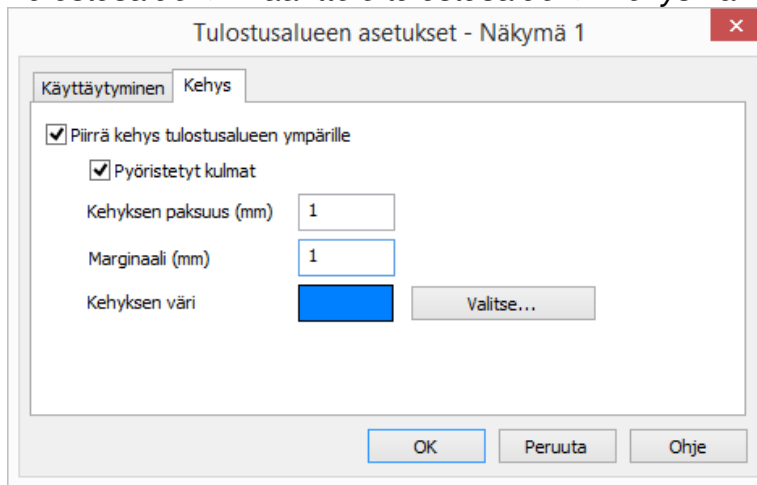 Tulostusalueen asetukset - Näkymä 1
Käyttäytyminen Kehys
Piirrä kehys tulostusalueen ympärille
Pyöristetyt kulmat
Kehyksen paksuus (mm) 1
Marginaali (mm) 1
Kehyksen väri Valitse...
OK Peruuta Ohje